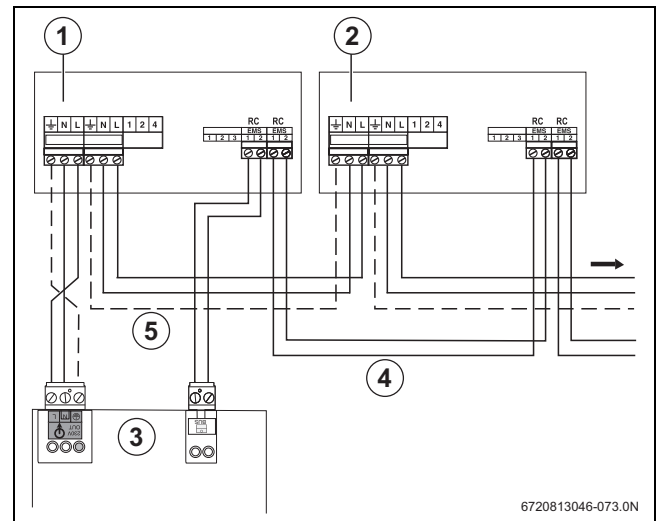 1
2
N L N L 1 2 4
RC RC
EMS EMS
1 2 3 1 2 1 2
N L N L 1 2 4
RC RC
EMS EMS
1 2 3 1 2 1 2
5
4
3
L N
230V
OUT
BUS
6720813046-073.0N